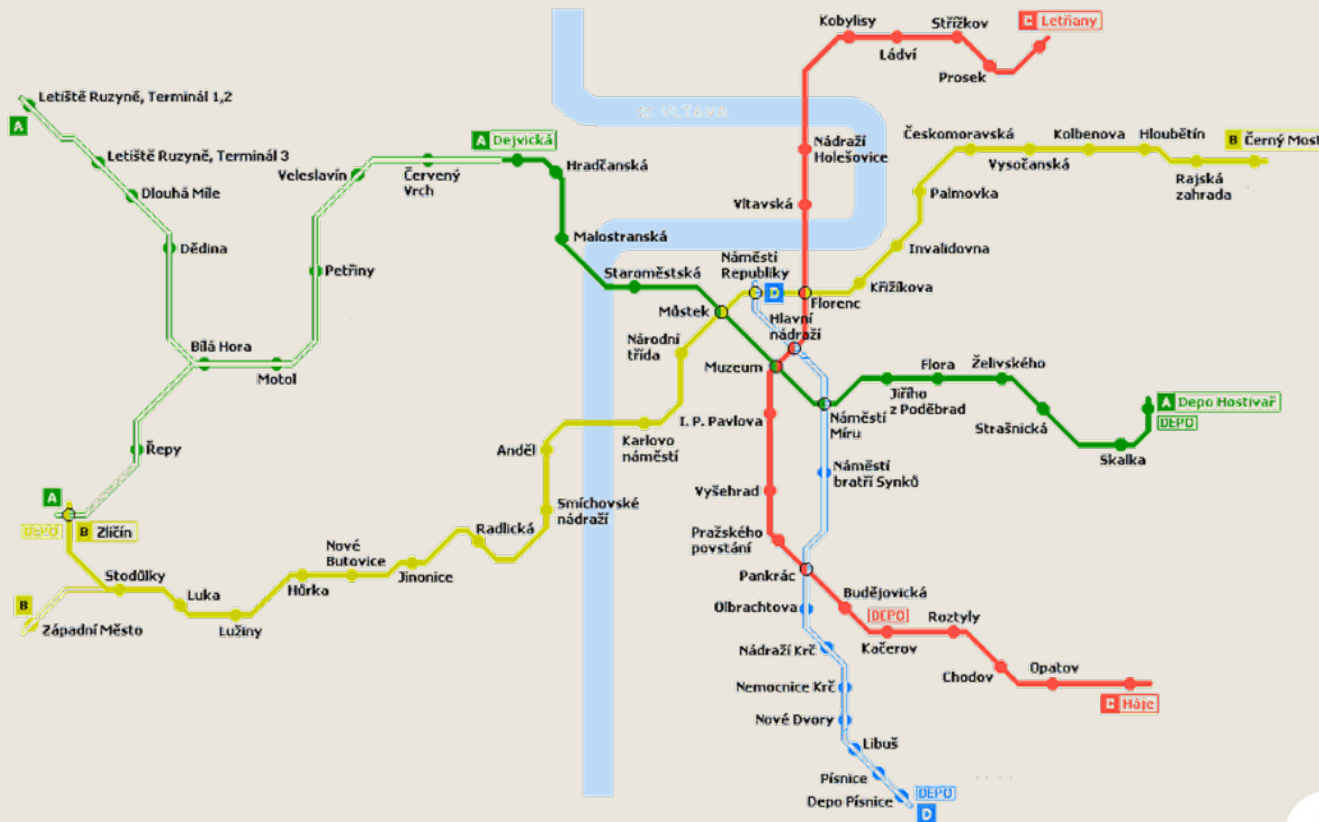 Kobylisy
Střížkov
C Letňany
Ládví
Prosek
Letiště Ruzyně, Terminál 1,2
A
VLTAVA
A Dejvická
Nádraží
Holešovice
Českomoravská
Kolbenova
Hloubětín
B Černý Most
Vysočanská
Rajská
zahrada
Letiště Ruzyně, Terminál 3
Veleslavín
Červený
Vrch
Hradčanská
Dlouhá Míle
Palmovka
Vltavská
Dědina
Malostranská
Invalidovna
Petřiny
Staroměstská
Náměstí
Republiky
D
Křižíkova
Florenc
Můstek
Hlavní
nádraží
Národní
třída
Bílá Hora
Motol
Muzeum
Flora
Želivského
Jiřího
z Poděbrad
A Depo Hostivař
DEPO
I. P. Pavlova
Náměstí
Míru
Strašnická
Skalka
Karlovo
náměstí
Anděl
Řepy
Náměstí
bratří Synků
Vyšehrad
A
DEPO
B Zličín
Smíchovské
nádraží
Radlická
Pražského
povstání
Nové
Butovice
Jinonice
Hůrka
Stodůlky
Luka
Lužiny
B
Západní Město
Pankrác
Budějovická
Olbrachtova
DEPO
Roztyly
Kačerov
Nádraží Krč
Chodov
Opatov
C Háje
Nemocnice Krč
Nové Dvory
Libuš
Písnice
Depo Písnice
DEPO
D